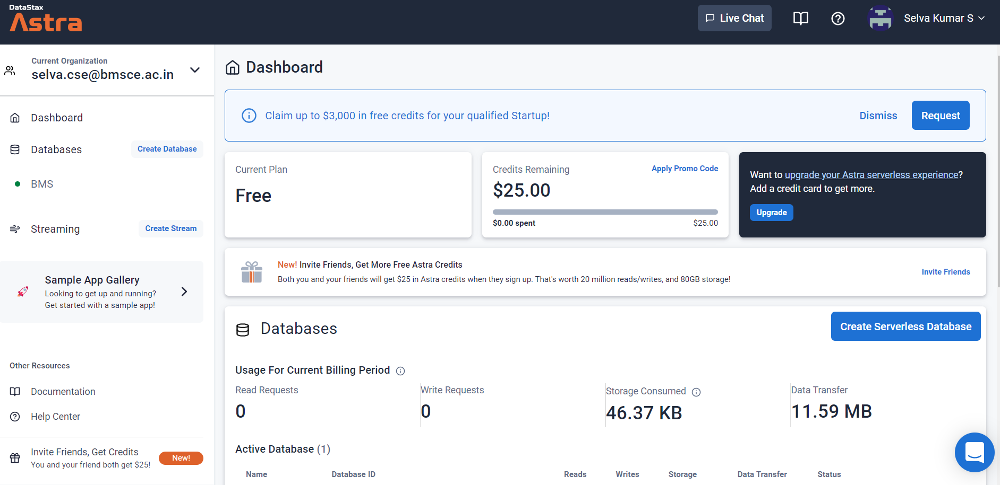 DataStax
Astra
Live Chat
Selva Kumar S
Current Organization
selva.cse@bmsce.ac.in
Dashboard
Databases
Create Database
BMS
Streaming
Create Stream
Sample App Gallery
Looking to get up and running?
Get started with a sample app!
Other Resources
Documentation
Help Center
Invite Friends, Get Credits
You and your friend both get $25!
New!
Dashboard
Claim up to $3,000 in free credits for your qualified Startup!
Dismiss
Request
Current Plan
Free
Credits Remaining
Apply Promo Code
$25.00
$0.00 spent
$25.00
Want to upgrade your Astra serverless experience?
Add a credit card to get more.
Upgrade
New! Invite Friends, Get More Free Astra Credits
Both you and your friends will get $25 in Astra credits when they sign up. That's worth 20 million reads/writes, and 80GB storage!
Invite Friends
Databases
Create Serverless Database
Usage For Current Billing Period
Read Requests
0
Write Requests
0
Storage Consumed
46.37 KB
Data Transfer
11.59 MB
Active Database (1)
Name Database ID Reads Writes Storage Data Transfer Status